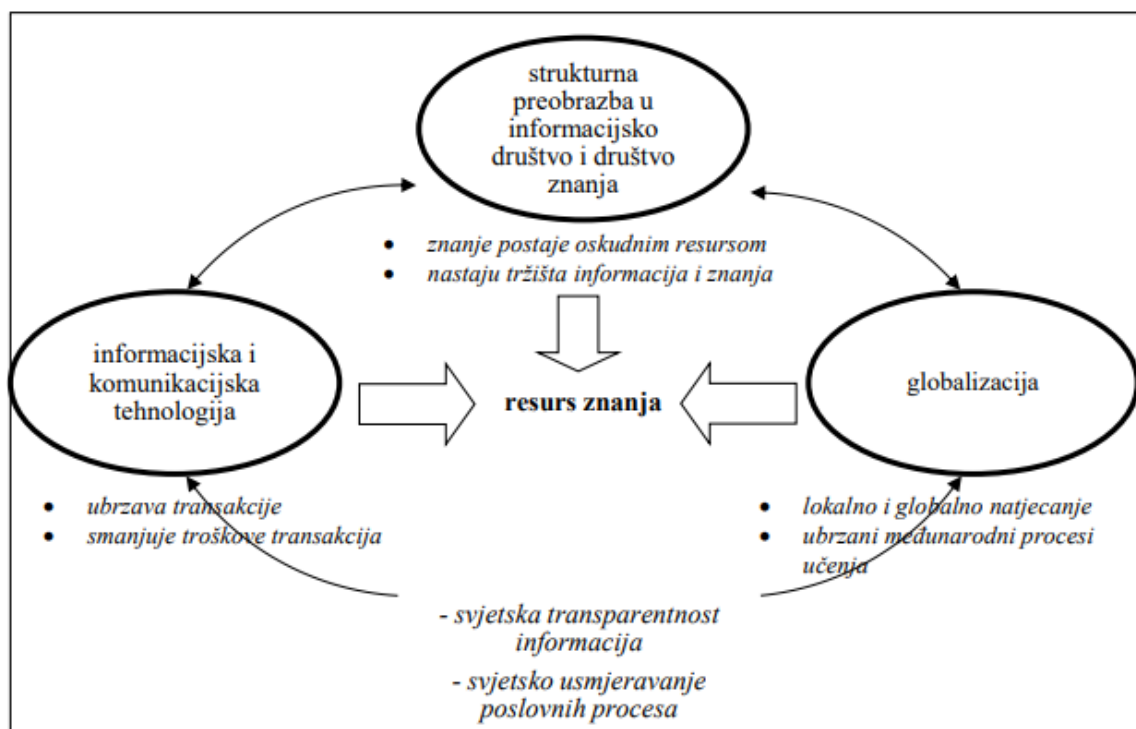 strukturna
preobrazba u
informacijsko
društvo i društvo
znanja
• znanje postaje oskudnim resursom
• nastaju tržišta informacija i znanja
informacijska i
komunikacijska
tehnologija
resurs znanja
globalizacija
• ubrzava transakcije
• smanjuje troškove transakcija
• lokalno i globalno natjecanje
• ubrzani međunarodni procesi
učenja
- svjetska transparentnost
informacija
- svjetsko usmjeravanje
poslovnih procesa